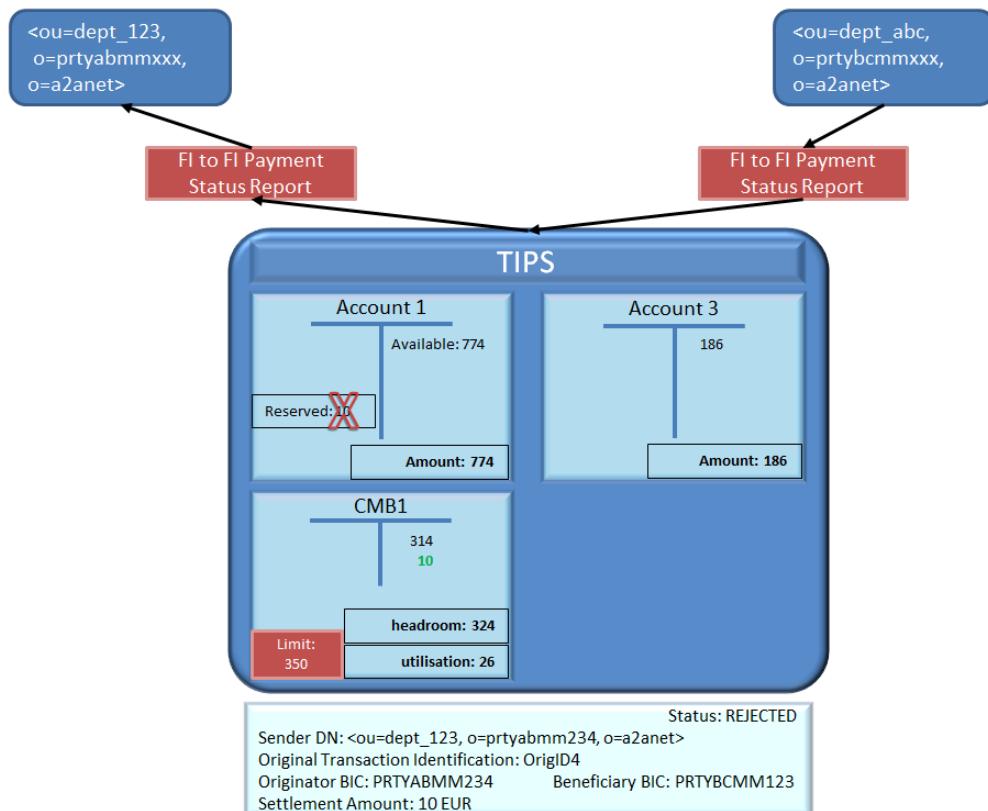 <ou=dept_123,
o=prtyabmmxxx,
o=a2anet>
<ou=dept_abc,
o=prtybcmmxxx,
o=a2anet>
FI to FI Payment
Status Report
FI to FI Payment
Status Report
TIPS
Account 1
Available: 774
Reserved: 10
X
Amount: 774
Account 3
186
Amount: 186
CMB1
314
10
headroom: 324
Limit:
350
utilisation: 26
Status: REJECTED
Sender DN: <ou=dept_123, o=prtyabmm234, o=a2anet>
Original Transaction Identification: OrigID4
Originator BIC: PRTYABMM234 Beneficiary BIC: PRTYBCMM123
Settlement Amount: 10 EUR